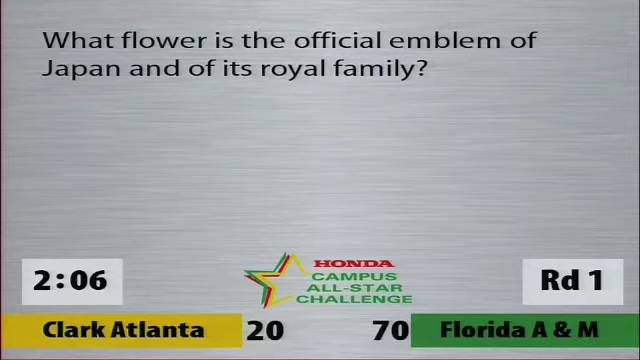 What flower is the official emblem of
Japan and of its royal family?
2:06
HONDA
CAMPUS
ALL-STAR
CHALLENGE
Rd 1
Clark Atlanta 20 70 Florida A & M